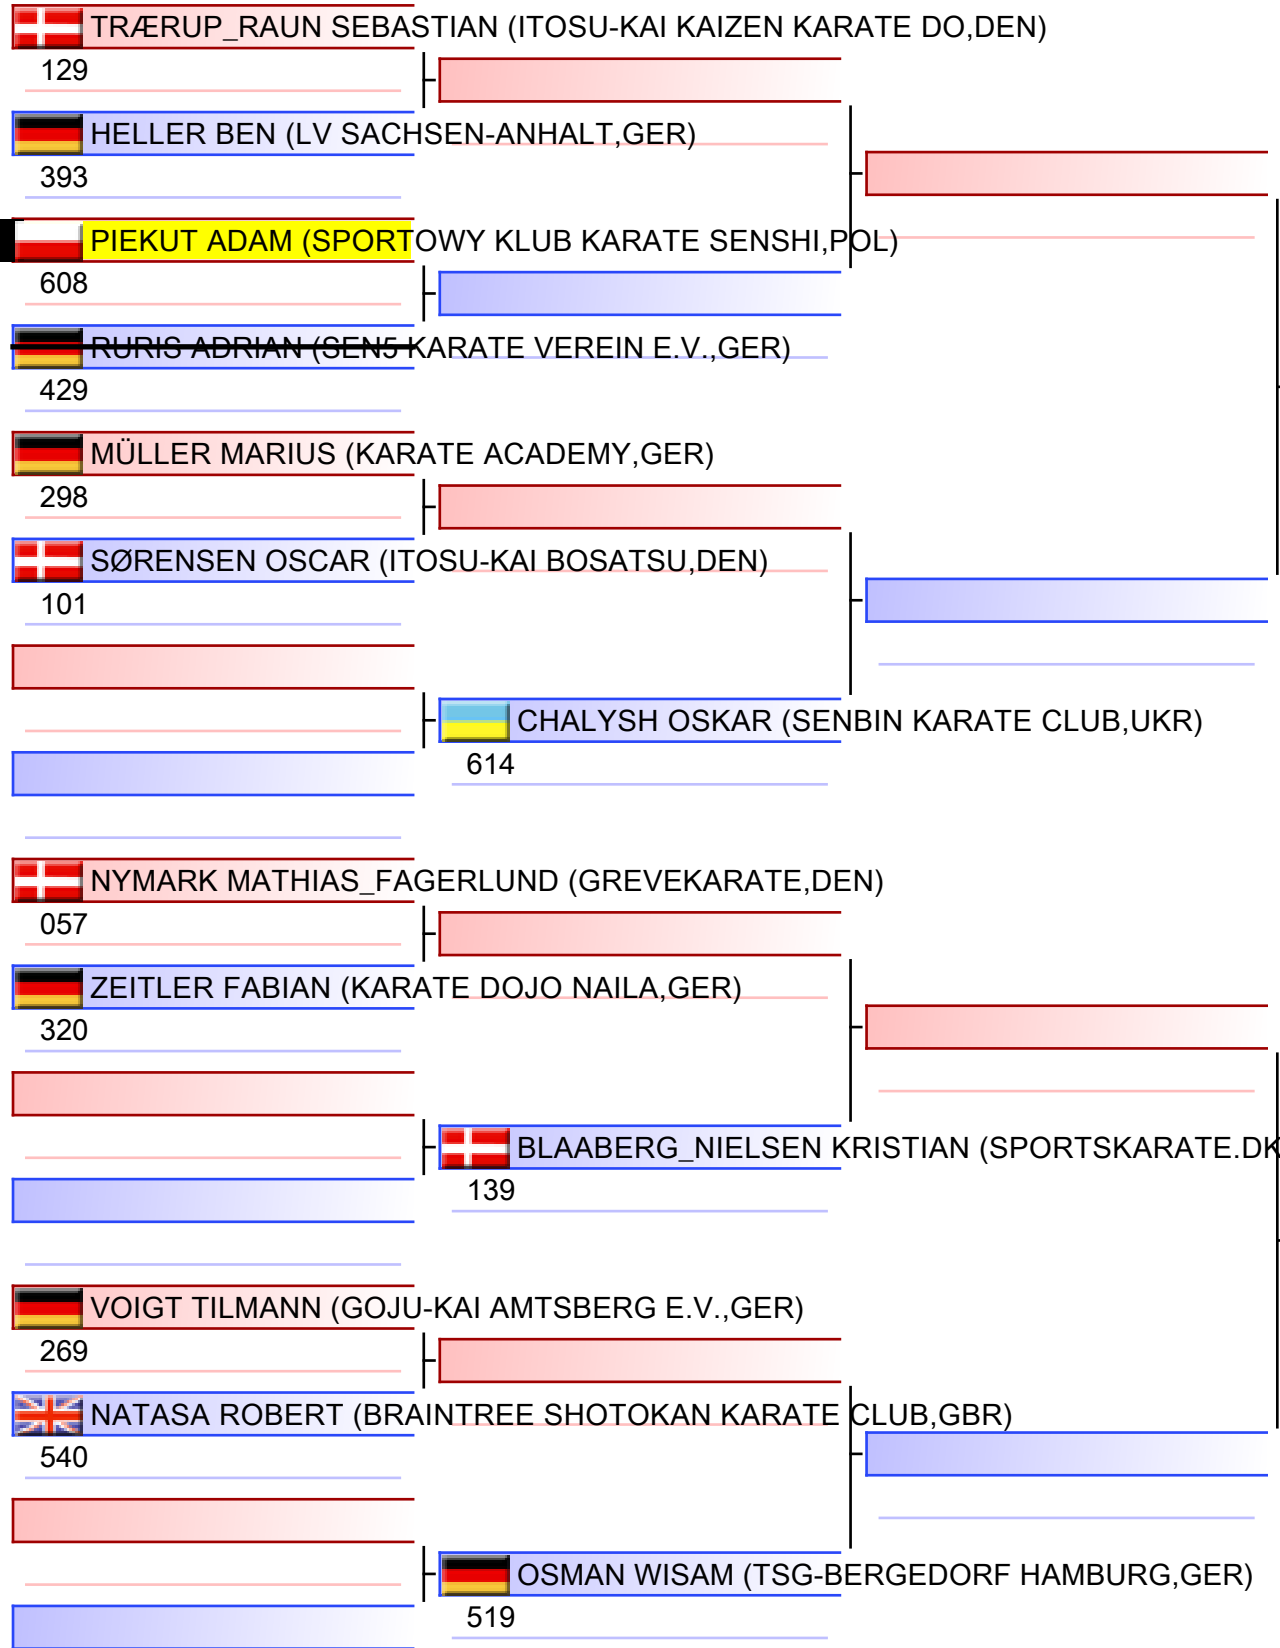 TRÆRUP_RAUN SEBASTIAN (ITOSU-KAI KAIZEN KARATE DO,DEN)
129
HELLER BEN (LV SACHSEN-ANHALT,GER)
393
PIEKUT ADAM (SPORTOWY KLUB KARATE SENSHI,POL)
608
RURIS ADRIAN (SEN5 KARATE VEREIN E.V.,GER)
429
MÜLLER MARIUS (KARATE ACADEMY,GER)
298
SØRENSEN OSCAR (ITOSU-KAI BOSATSU,DEN)
101
CHALYSH OSKAR (SENBIN KARATE CLUB,UKR)
614
NYMARK MATHIAS_FAGERLUND (GREVEKARATE,DEN)
057
ZEITLER FABIAN (KARATE DOJO NAILA,GER)
320
BLAABERG_NIELSEN KRISTIAN (SPORTSKARATE.DK
139
VOIGT TILMANN (GOJU-KAI AMTSBERG E.V.,GER)
269
NATASA ROBERT (BRAINTREE SHOTOKAN KARATE CLUB,GBR)
540
OSMAN WISAM (TSG-BERGEDORF HAMBURG,GER)
519